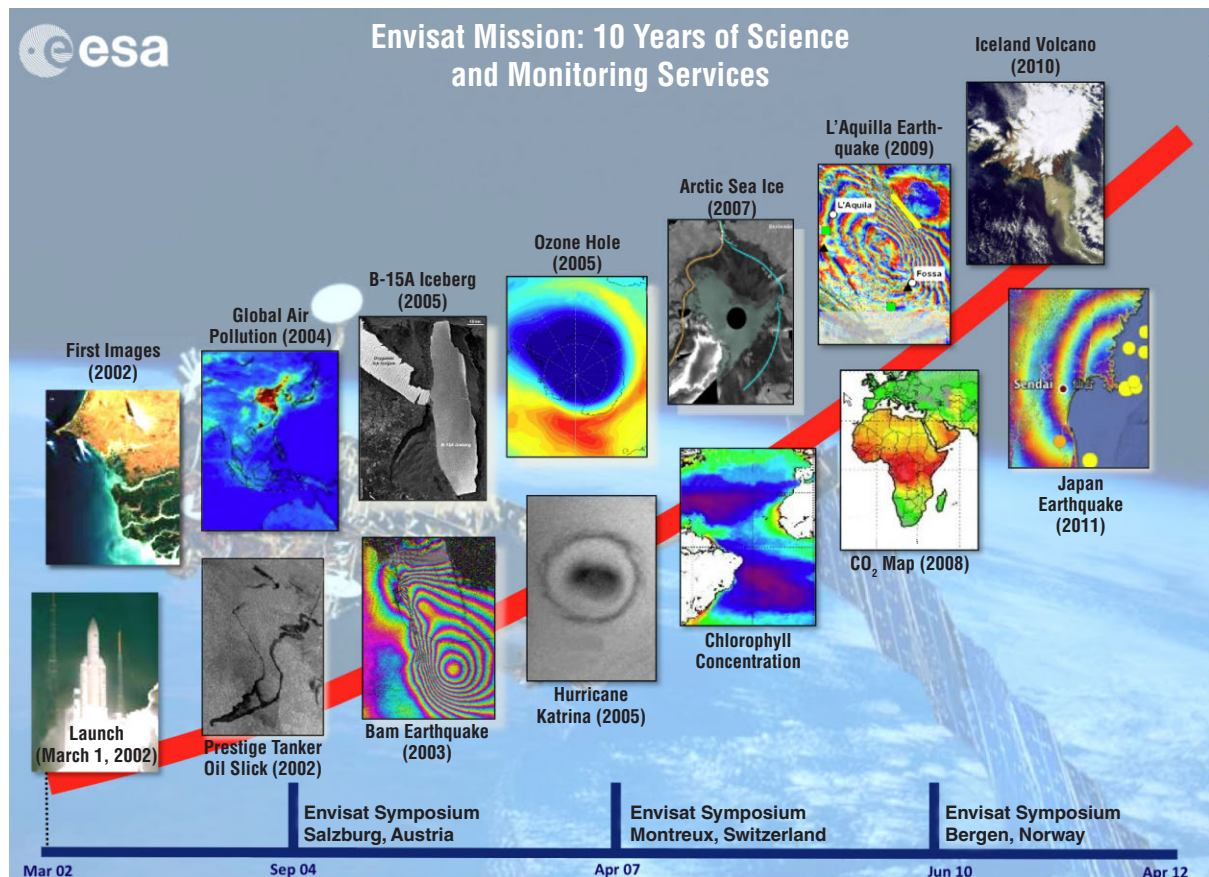 esa
Envisat Mission: 10 Years of Science
and Monitoring Services
Iceland Volcano
(2010)
L'Aquilla Earth-
quake (2009)
Arctic Sea Ice
(2007)
Ozone Hole
(2005)
B-15A Iceberg
(2005)
Global Air
Pollution (2004)
First Images
(2002)
L'Aquila
Fossa
B-15A Iceberg
Sendai
Japan
Earthquake
(2011)
CO₂ Map (2008)
Chlorophyll
Concentration
Hurricane
Katrina (2005)
Bam Earthquake
(2003)
Prestige Tanker
Oil Slick (2002)
Launch
(March 1, 2002)
Envisat Symposium
Salzburg, Austria
Envisat Symposium
Montreux, Switzerland
Envisat Symposium
Bergen, Norway
Mar 02
Sep 04
Apr 07
Jun 10
Apr 12